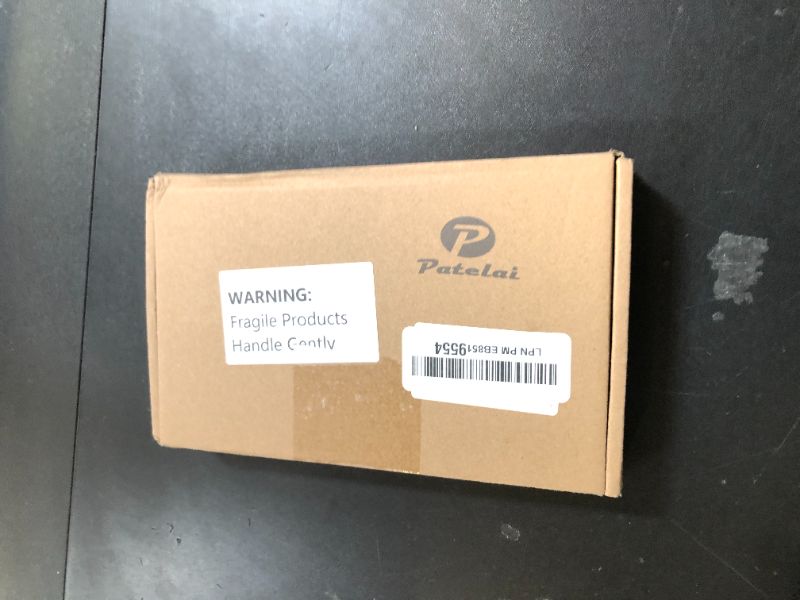 P
Patelai
WARNING:
Fragile Products
Handle Gently
LPN PM EB8519554